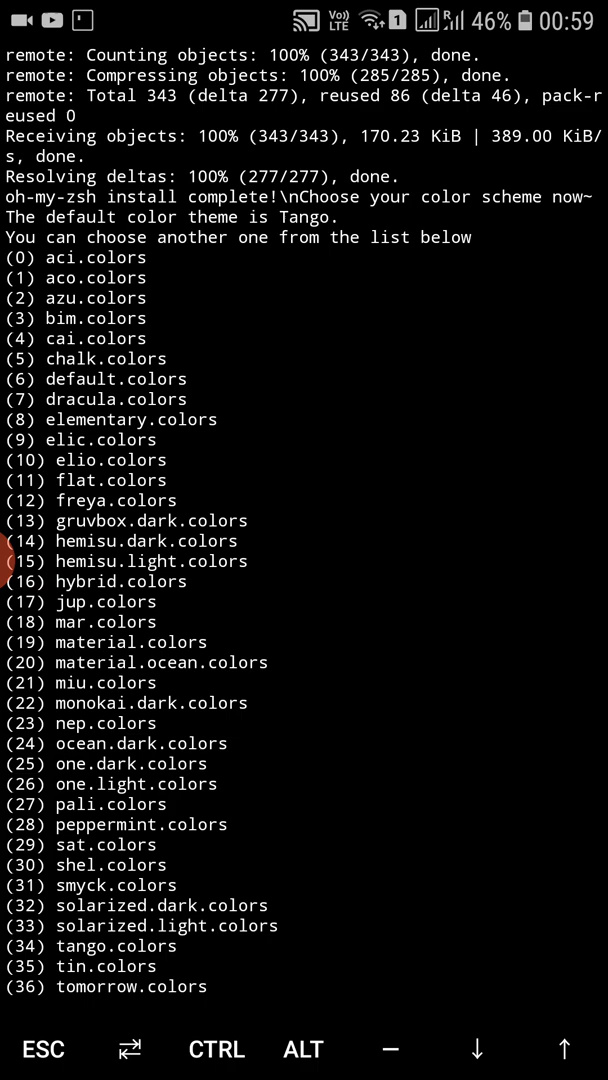 Vo)) LTE 1 R 46% 00:59
remote: Counting objects: 100% (343/343), done.
remote: Compressing objects: 100% (285/285), done.
remote: Total 343 (delta 277), reused 86 (delta 46), pack-r
eused 0
Receiving objects: 100% (343/343), 170.23 KiB | 389.00 KiB/
s, done.
Resolving deltas: 100% (277/277), done.
oh-my-zsh install complete!\nChoose your color scheme now~
The default color theme is Tango.
You can choose another one from the list below
(0) aci.colors
(1) aco.colors
(2) azu.colors
(3) bim.colors
(4) cai.colors
(5) chalk.colors
(6) default.colors
(7) dracula.colors
(8) elementary.colors
(9) elic.colors
(10) elio.colors
(11) flat.colors
(12) freya.colors
(13) gruvbox.dark.colors
(14) hemisu.dark.colors
(15) hemisu.light.colors
(16) hybrid.colors
(17) jup.colors
(18) mar.colors
(19) material.colors
(20) material.ocean.colors
(21) miu.colors
(22) monokai.dark.colors
(23) nep.colors
(24) ocean.dark.colors
(25) one.dark.colors
(26) one.light.colors
(27) pali.colors
(28) peppermint.colors
(29) sat.colors
(30) shel.colors
(31) smyck.colors
(32) solarized.dark.colors
(33) solarized.light.colors
(34) tango.colors
(35) tin.colors
(36) tomorrow.colors
ESC ⇄ CTRL ALT — ↓ ↑